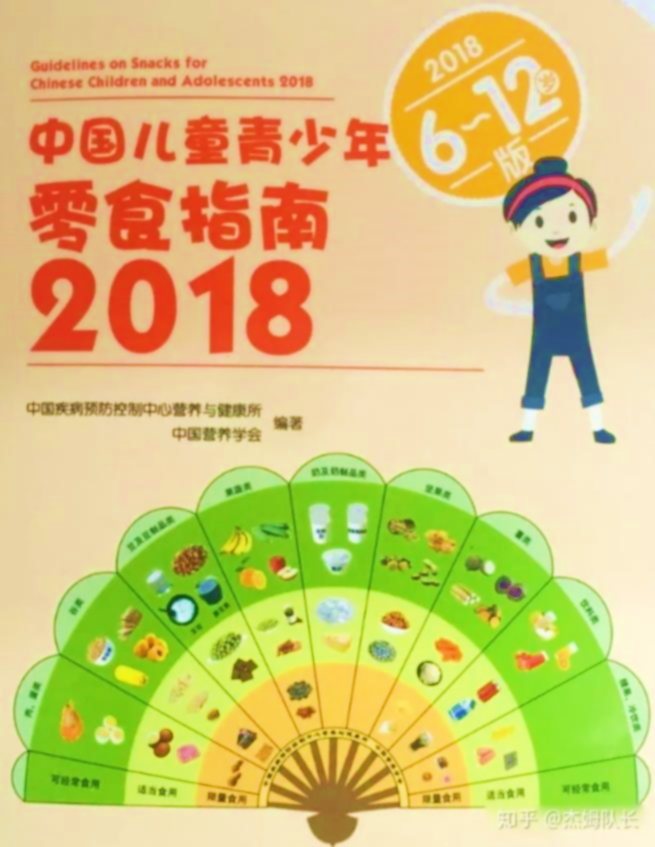 Guidelines on Snacks for
Chinese Children and Adolescents 2018
中国儿童青少年
零食指南
2018
2018
6~12岁
版
中国疾病预防控制中心营养与健康所
中国营养学会
编著
肉、蛋类
谷类
豆及豆制品类
果蔬类
奶及奶制品类
坚果类
薯类
饮料类
糖果、冷饮类
可经常食用
适当食用
限量食用
限量食用
适当食用
可经常食用
知乎 @杰姆队长